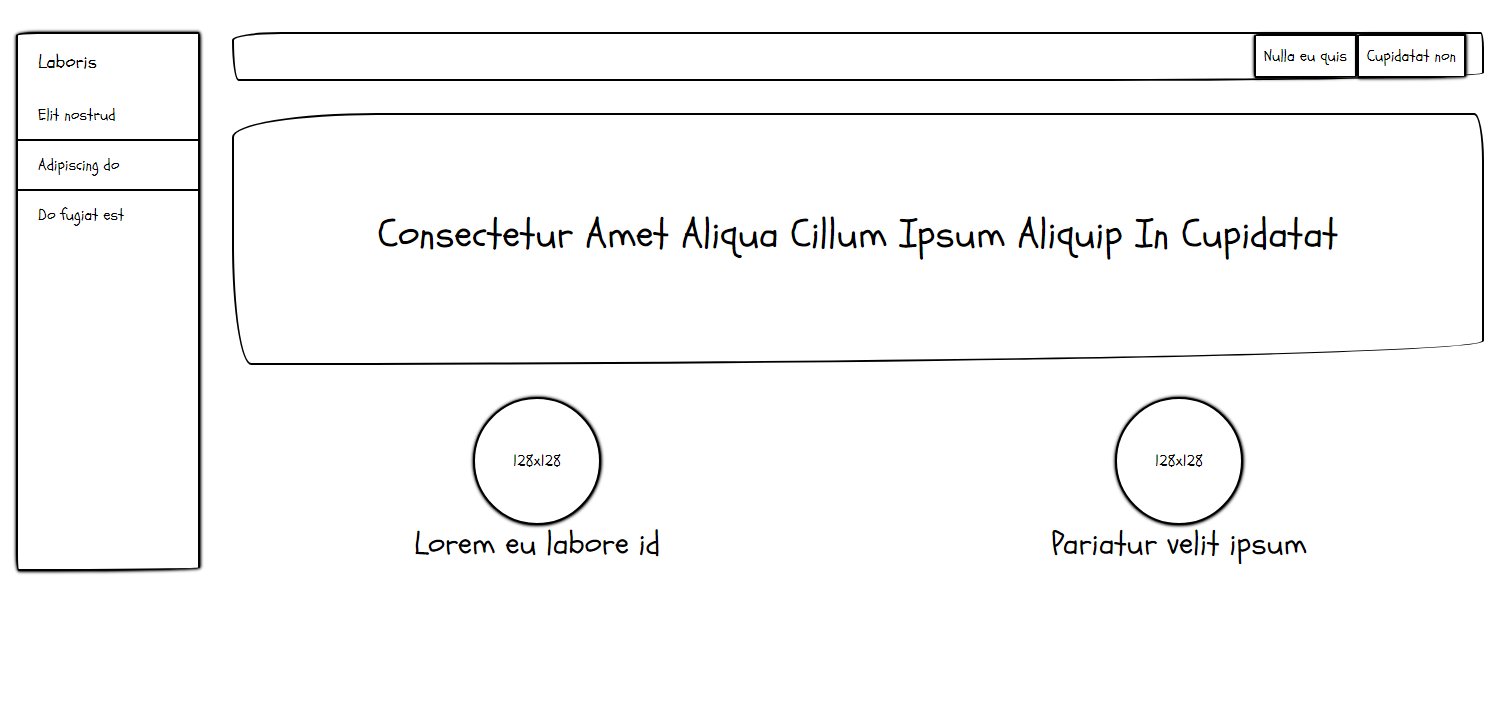 Laboris
Elit nostrud
Adipiscing do
Do fugiat est
Nulla eu quis
Cupidatat non
Consectetur Amet Aliqua Cillum Ipsum Aliquip In Cupidatat
128x128
Lorem eu labore id
128x128
Pariatur velit ipsum